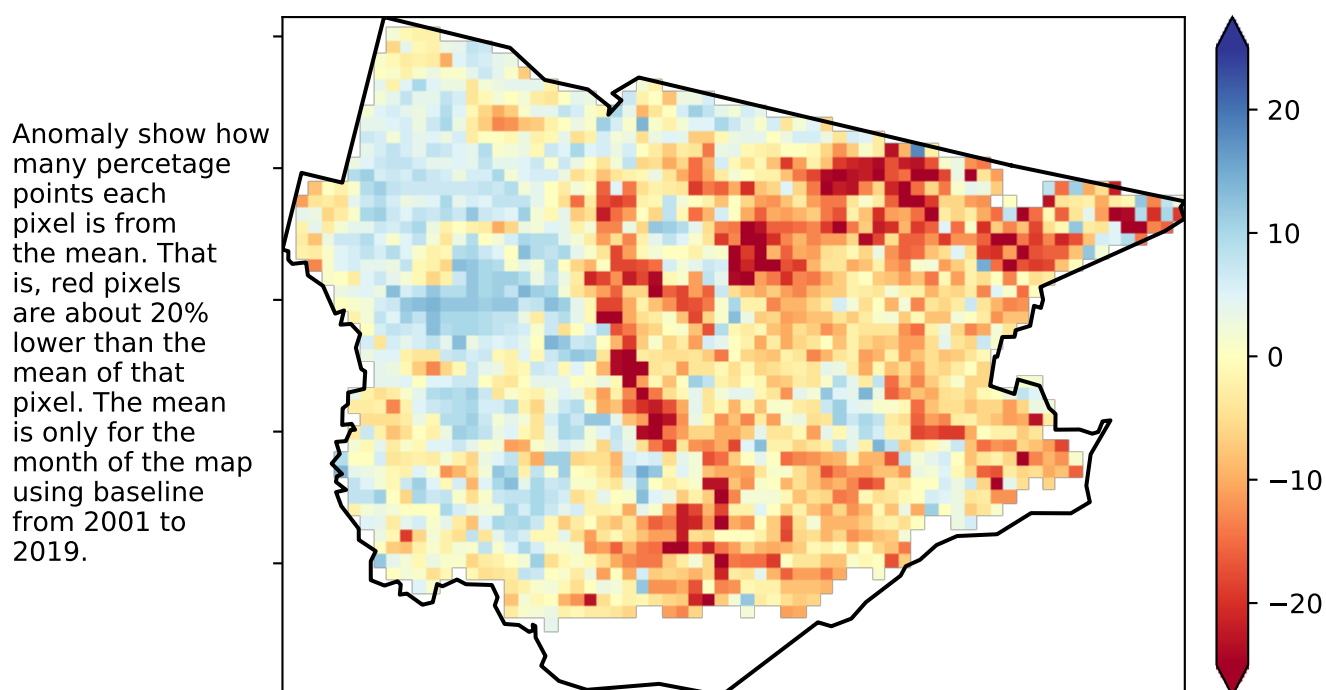 Anomaly show how
many percetage
points each
pixel is from
the mean. That
is, red pixels
are about 20%
lower than the
mean of that
pixel. The mean
is only for the
month of the map
using baseline
from 2001 to
2019.
20
10
0
−10
−20